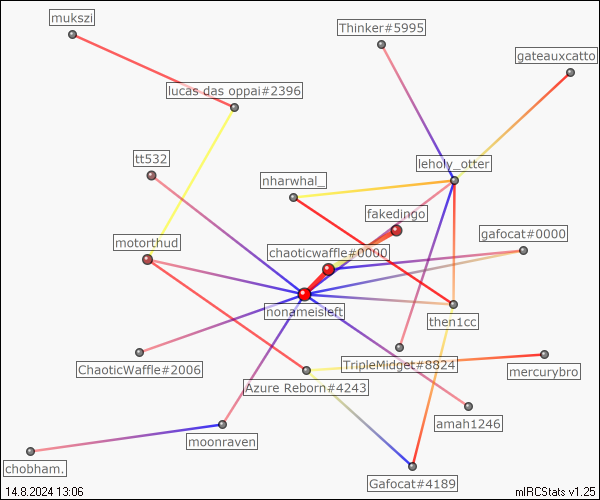 mukszi
Thinker#5995
gateauxcatto
lucas das oppai#2396
tt532
leholy_otter
nharwhal_
fakedingo
gafocat#0000
motorthud
chaoticwaffle#0000
nonameisleft
then1cc
ChaoticWaffle#2006
TripleMidget#8824
mercurybro
Azure Reborn#4243
amah1246
moonraven
chobham.
Gafocat#4189
14.8.2024 13:06
mIRCStats v1.25